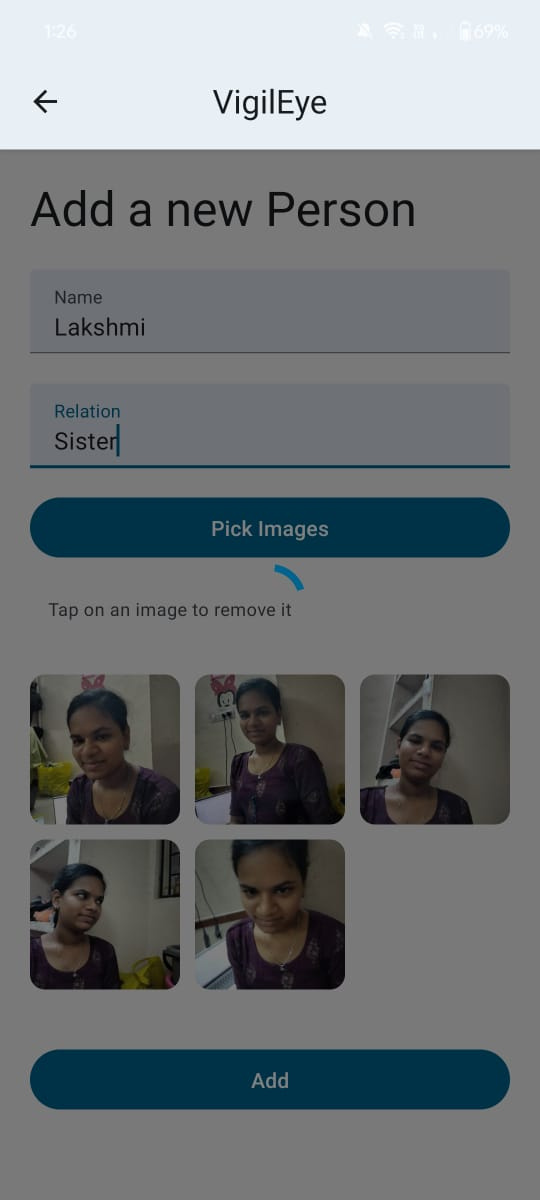 1:26
69%
VigilEye
Add a new Person
Name
Lakshmi
Relation
Sister
Pick Images
Tap on an image to remove it
Add